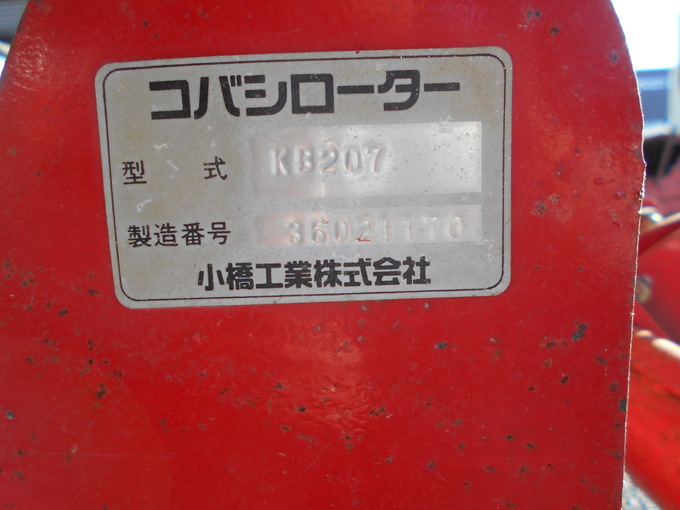 コバシローター
型式 KB207
製造番号 36021170
小橋工業株式会社